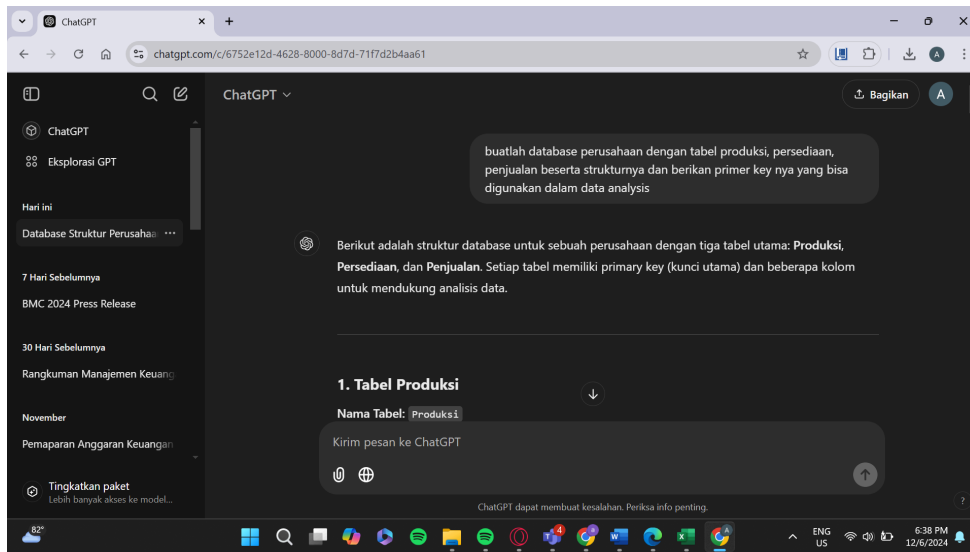 ChatGPT
chatgpt.com/c/6752e12d-4628-8000-8d7d-71f7d2b4aa61
A
ChatGPT
Bagikan
A
ChatGPT
Eksplorasi GPT
Hari ini
Database Struktur Perusahaa
7 Hari Sebelumnya
BMC 2024 Press Release
30 Hari Sebelumnya
Rangkuman Manajemen Keuang
November
Pemaparan Anggaran Keuangan
Tingkatkan paket
Lebih banyak akses ke model...
buatlah database perusahaan dengan tabel produksi, persediaan,
penjualan beserta strukturnya dan berikan primer key nya yang bisa
digunakan dalam data analysis
Berikut adalah struktur database untuk sebuah perusahaan dengan tiga tabel utama: Produksi,
Persediaan, dan Penjualan. Setiap tabel memiliki primary key (kunci utama) dan beberapa kolom
untuk mendukung analisis data.
1. Tabel Produksi
Nama Tabel: Produksi
Kirim pesan ke ChatGPT
ChatGPT dapat membuat kesalahan. Periksa info penting.
?
82°
4
A
ENG
US
6:38 PM
12/6/2024